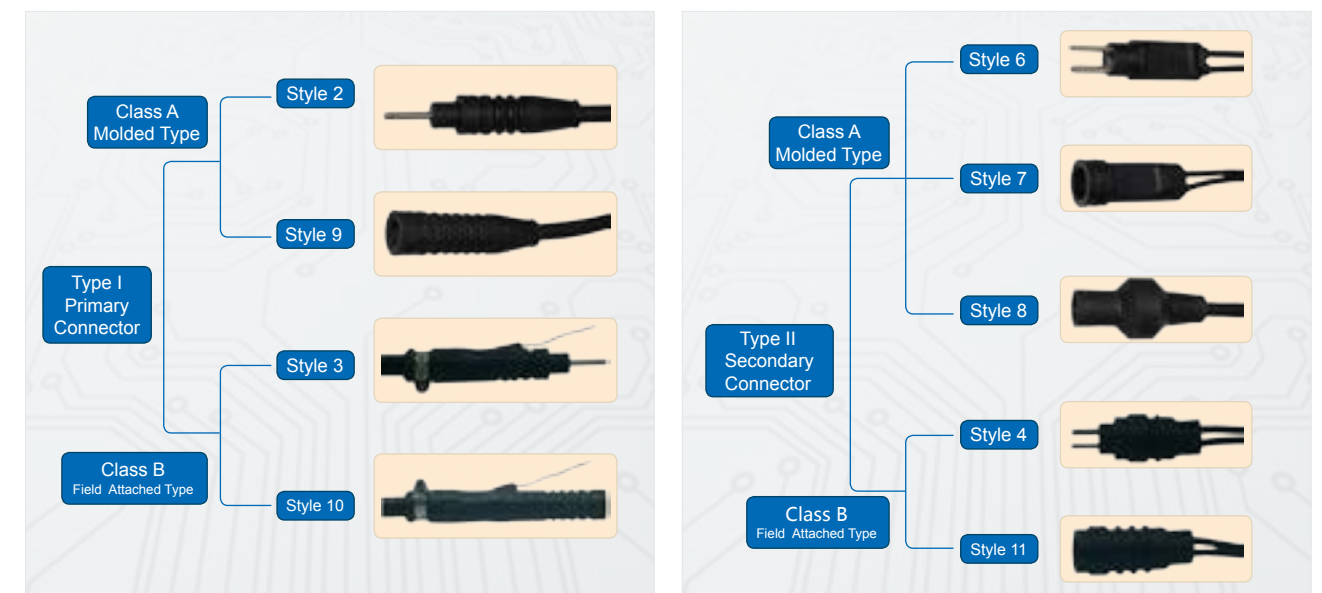 Class A
Molded Type
Style 2
Style 9
Type I
Primary
Connector
Style 3
Class B
Field Attached Type
Style 10
Style 6
Class A
Molded Type
Style 7
Style 8
Type II
Secondary
Connector
Style 4
Class B
Field Attached Type
Style 11